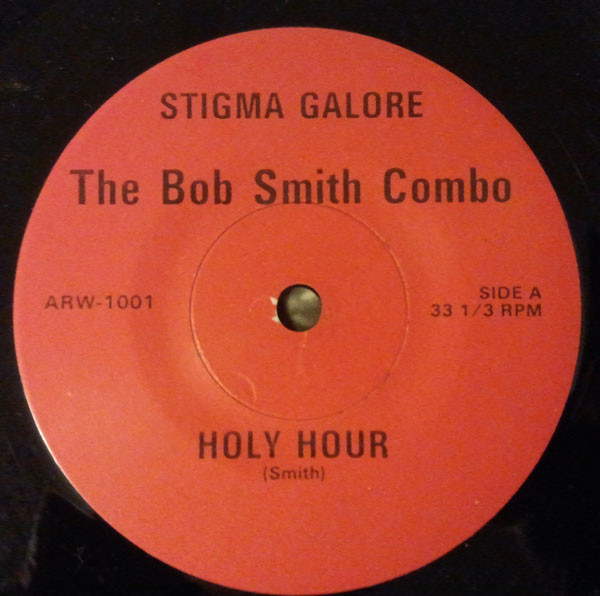 STIGMA GALORE
The Bob Smith Combo
ARW-1001
SIDE A
33 1/3 RPM
HOLY HOUR
(Smith)